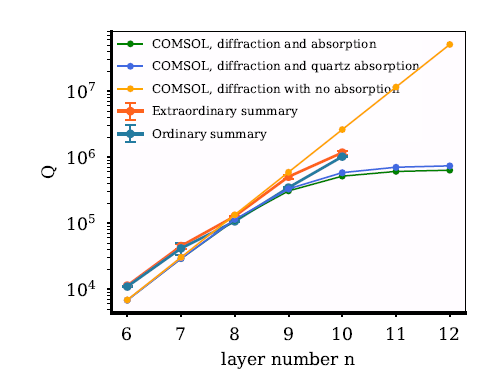 COMSOL, diffraction and absorption
COMSOL, diffraction and quartz absorption
COMSOL, diffraction with no absorption
Extraordinary summary
Ordinary summary
10^7
10^6
10^5
10^4
Q
6 7 8 9 10 11 12
layer number n